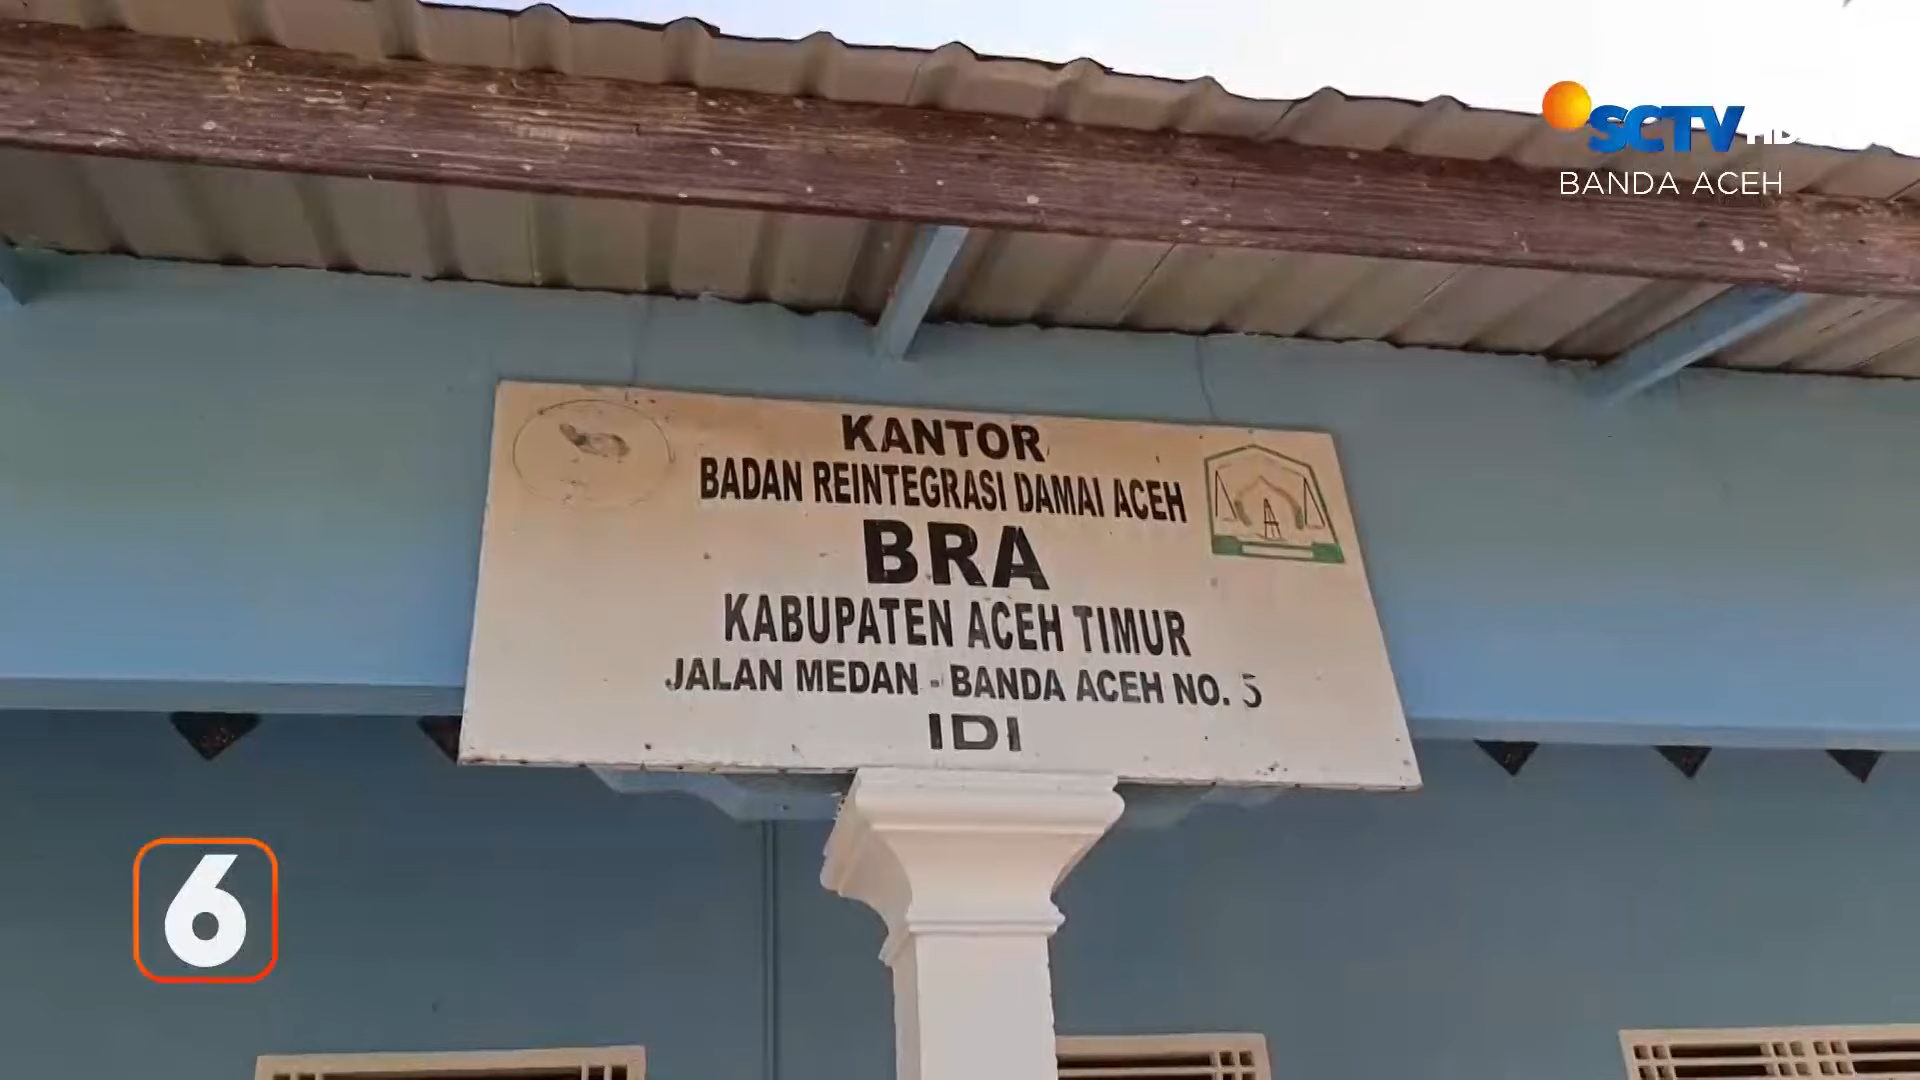 SCTV HD
BANDA ACEH
KANTOR
BADAN REINTEGRASI DAMAI ACEH
BRA
KABUPATEN ACEH TIMUR
JALAN MEDAN - BANDA ACEH NO. 5
IDI
6